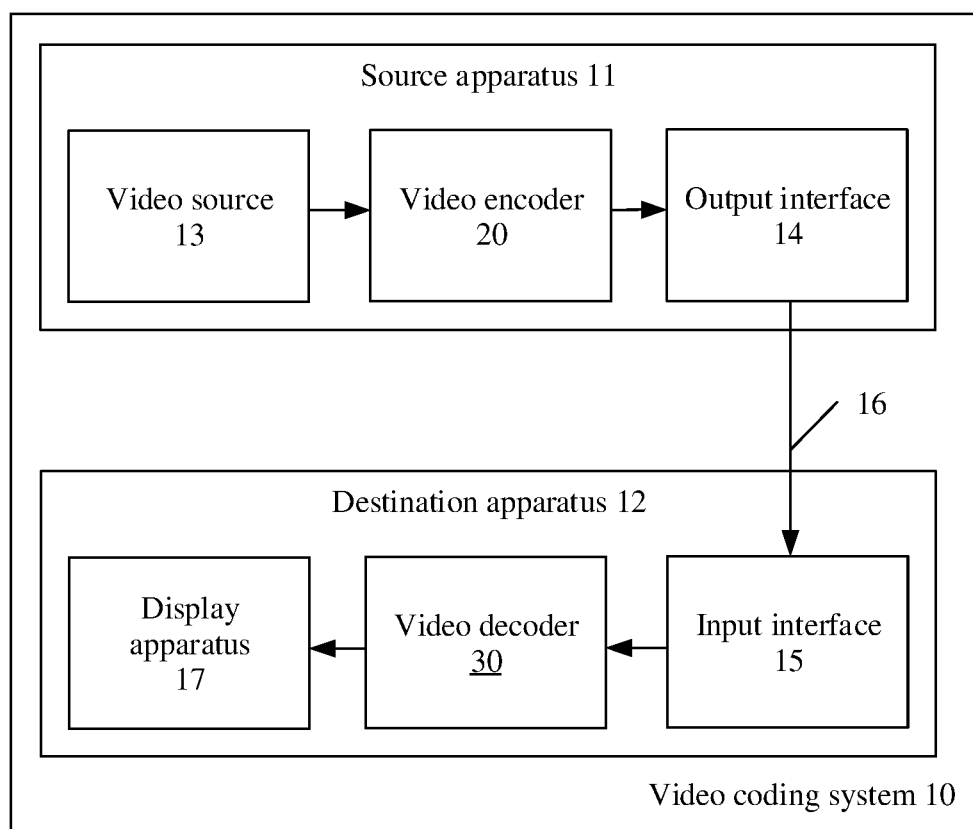 Source apparatus 11
Video source
13
Video encoder
20
Output interface
14
16
Destination apparatus 12
Display
apparatus
17
Video decoder
30
Input interface
15
Video coding system 10